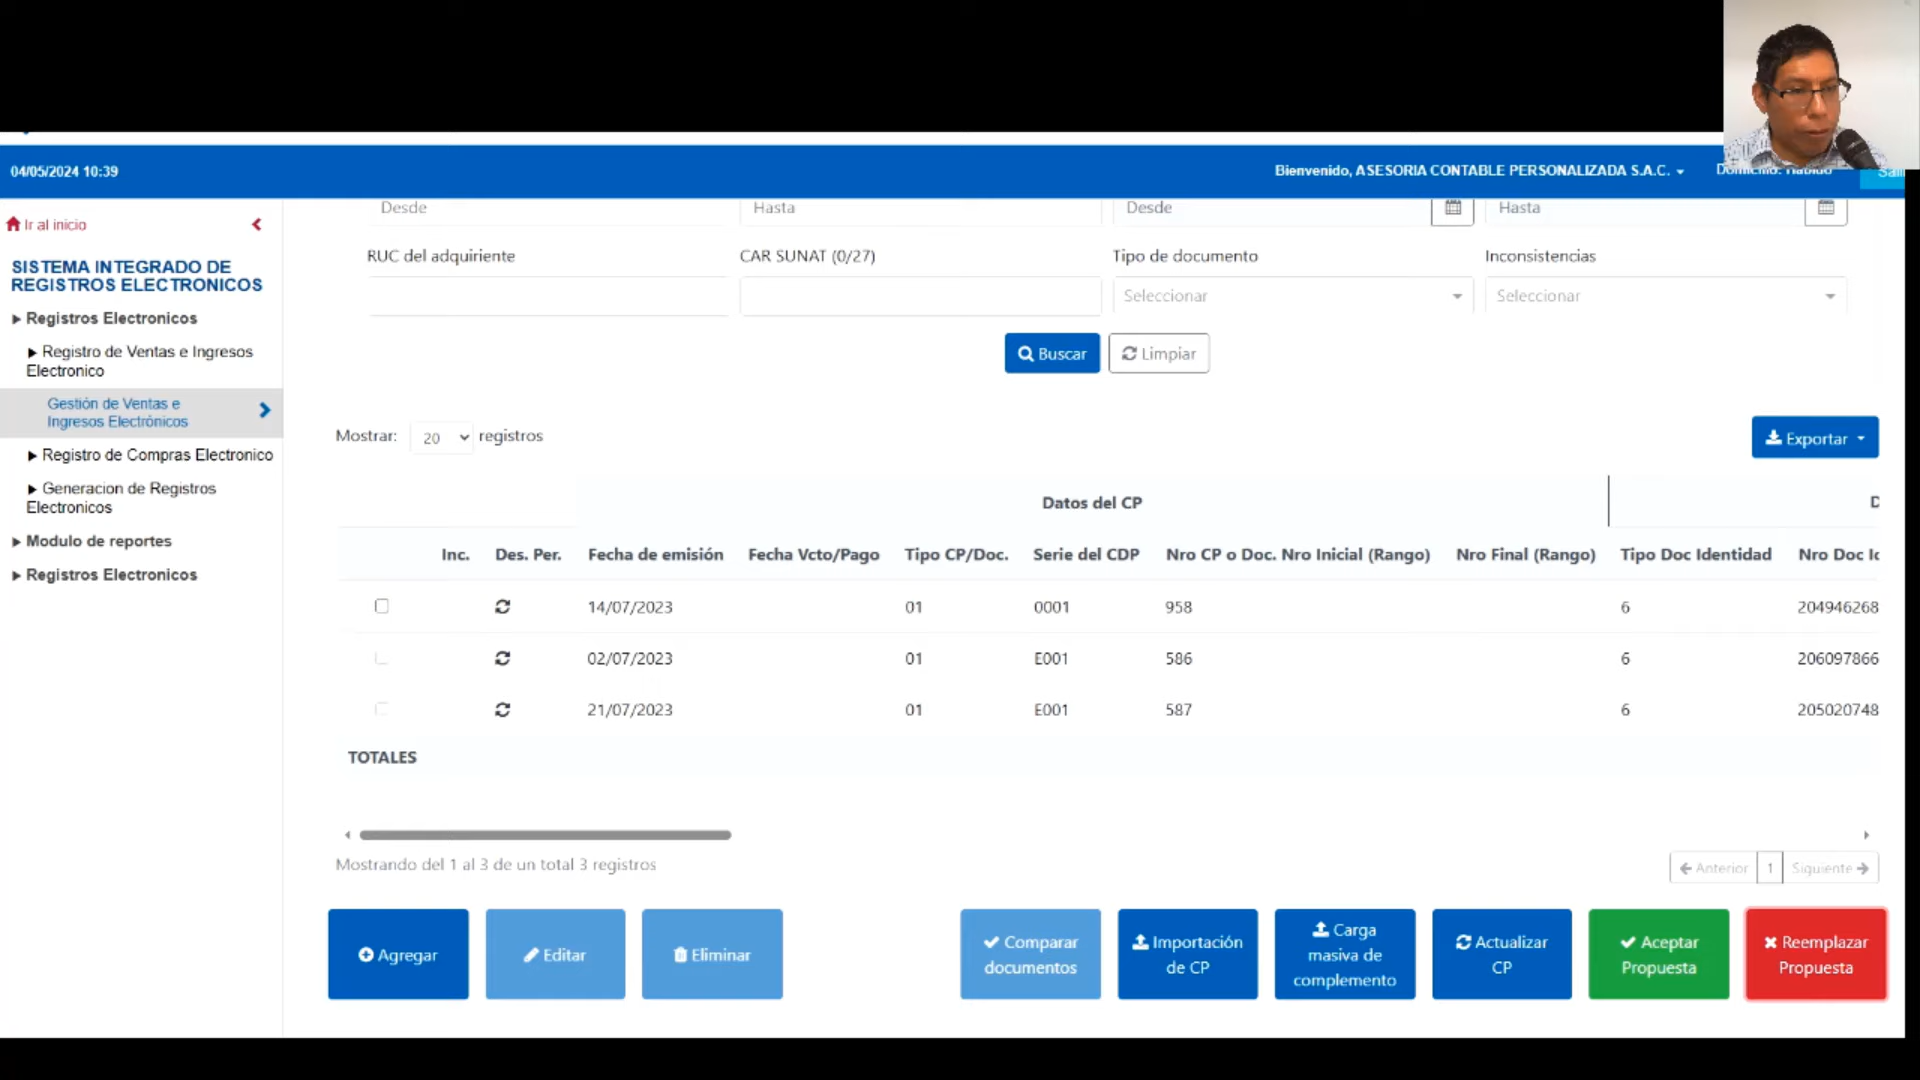 04/05/2024 10:39
Bienvenido, ASESORIA CONTABLE PERSONALIZADA S.A.C.
Domicilio: Habido
Salir
Ir al inicio
SISTEMA INTEGRADO DE
REGISTROS ELECTRONICOS
Registros Electronicos
Registro de Ventas e Ingresos
Electronico
Gestión de Ventas e
Ingresos Electrónicos
Registro de Compras Electronico
Generacion de Registros
Electronicos
Modulo de reportes
Registros Electronicos
Desde Hasta Desde Hasta
RUC del adquiriente CAR SUNAT (0/27) Tipo de documento Inconsistencias
Seleccionar Seleccionar
Buscar Limpiar
Mostrar: 20 registros
Exportar
Datos del CP D
Inc. Des. Per. Fecha de emisión Fecha Vcto/Pago Tipo CP/Doc. Serie del CDP Nro CP o Doc. Nro Inicial (Rango) Nro Final (Rango) Tipo Doc Identidad Nro Doc Id
14/07/2023 01 0001 958 6 204946268
02/07/2023 01 E001 586 6 206097866
21/07/2023 01 E001 587 6 205020748
TOTALES
Mostrando del 1 al 3 de un total 3 registros
Anterior 1 Siguiente
Agregar
Editar
Eliminar
Comparar
documentos
Importación
de CP
Carga
masiva de
complemento
Actualizar
CP
Aceptar
Propuesta
Reemplazar
Propuesta